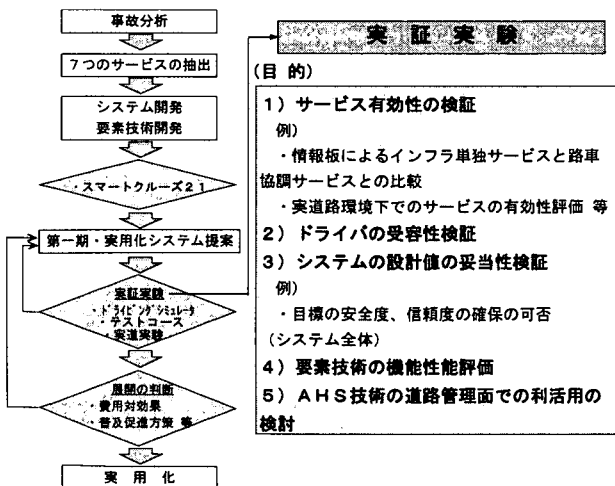 事故分析
７つのサービスの抽出
システム開発
要素技術開発
・スマートクルーズ２１
第一期・実用化システム提案
実証実験
・ﾄﾞﾗｲﾋﾞﾝｸﾞｼﾐｭﾚｰﾀ
・テストコース
・実道実験
展開の判断
・費用対効果
・普及促進方策 等
実 用 化
実 証 実 験
(目 的)
１）サービス有効性の検証
例）
・情報板によるインフラ単独サービスと路車
協調サービスとの比較
・実道路環境下でのサービスの有効性評価 等
２）ドライバの受容性検証
３）システムの設計値の妥当性検証
例）
・目標の安全度、信頼度の確保の可否
（システム全体）
４）要素技術の機能性能評価
５）ＡＨＳ技術の道路管理面での利活用の
検討